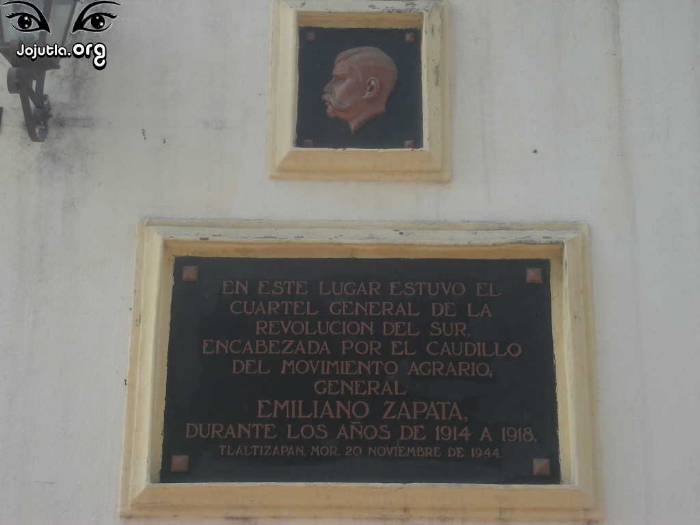 Jojutla.org
EN ESTE LUGAR ESTUVO EL
CUARTEL GENERAL DE LA
REVOLUCION DEL SUR,
ENCABEZADA POR EL CAUDILLO
DEL MOVIMIENTO AGRARIO,
GENERAL
EMILIANO ZAPATA,
DURANTE LOS AÑOS DE 1914 A 1918.
TLALTIZAPAN, MOR. 20 NOVIEMBRE DE 1944.